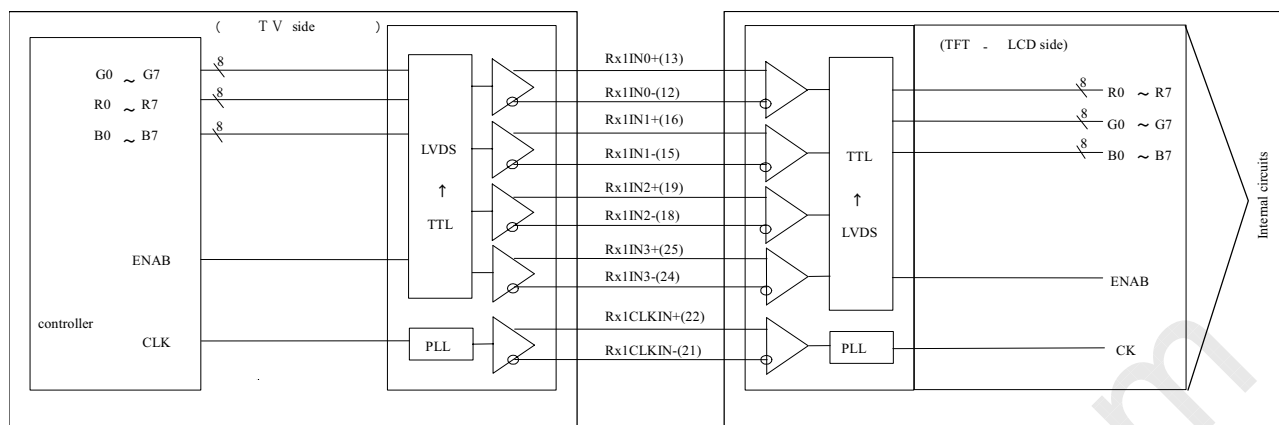 ( TV side )
G0 ~ G7
8
R0 ~ R7
8
B0 ~ B7
8
ENAB
controller
CLK
LVDS
↑
TTL
PLL
Rx1IN0+(13)
Rx1IN0-(12)
Rx1IN1+(16)
Rx1IN1-(15)
Rx1IN2+(19)
Rx1IN2-(18)
Rx1IN3+(25)
Rx1IN3-(24)
Rx1CLKIN+(22)
Rx1CLKIN-(21)
TTL
↑
LVDS
PLL
(TFT - LCD side)
8
R0 ~ R7
8
G0 ~ G7
8
B0 ~ B7
ENAB
CK
Internal circuits